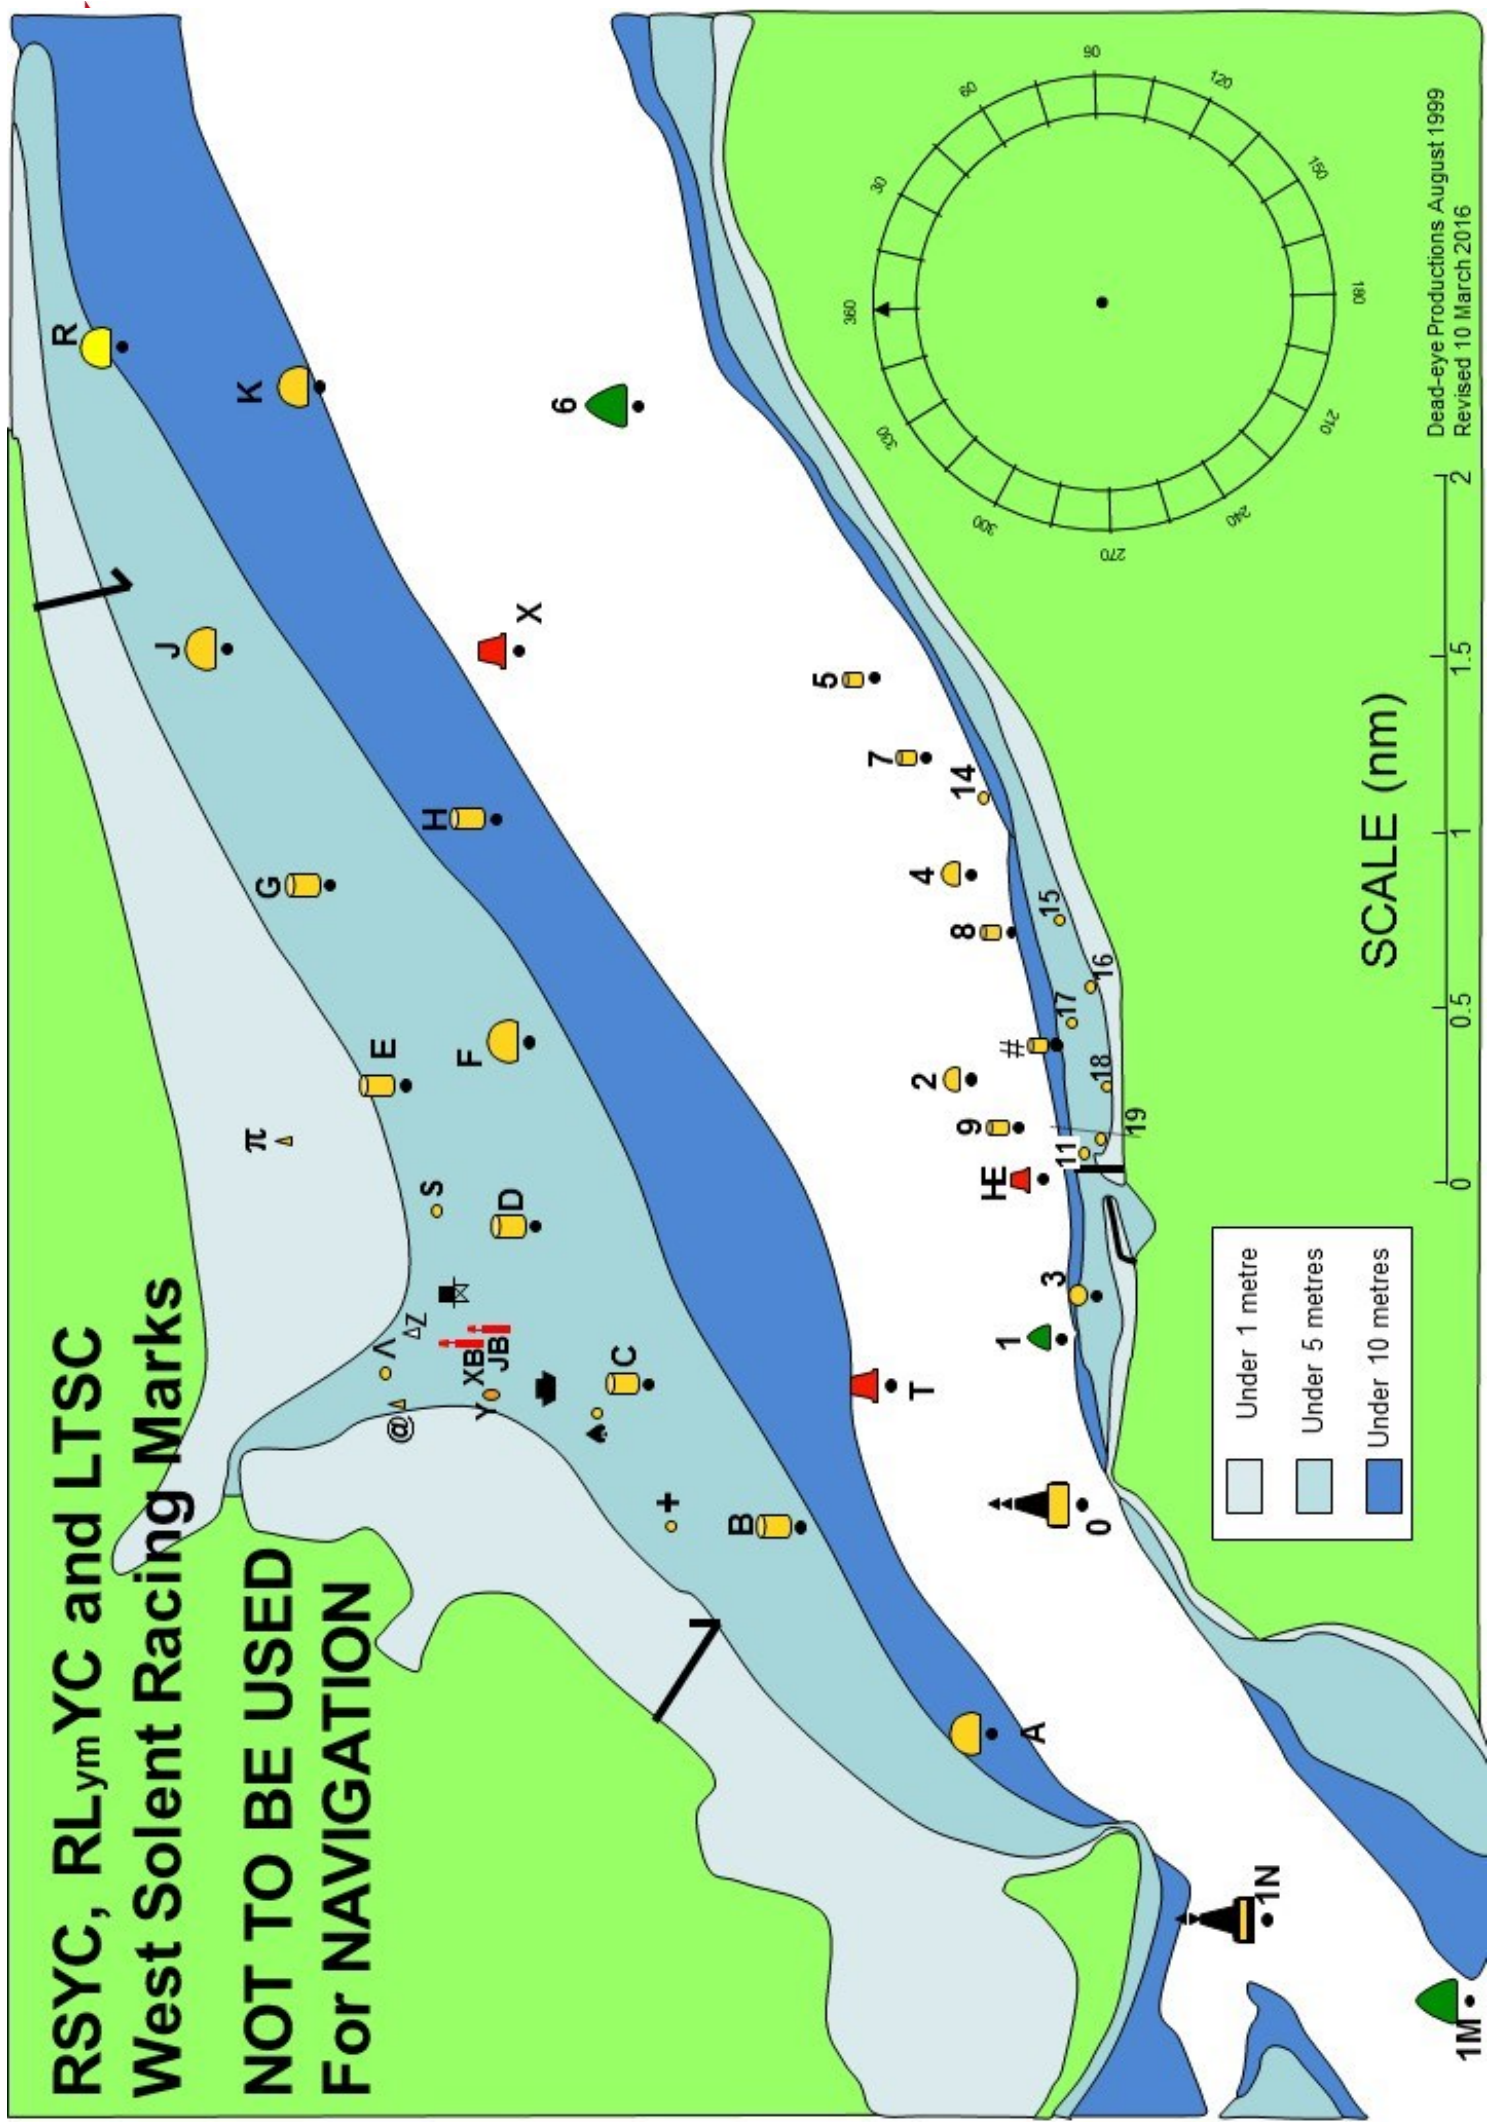 RSYC, RLymYC and LTSC
West Solent Racing Marks
NOT TO BE USED
For NAVIGATION
R
K
6
J
X
H
G
5
7
14
4
8
15
16
17
#
18
2
9
19
11
HE
E
F
π
S
D
Z
Λ
@
XB
JB
Y
C
♠
+
B
T
3
1
0
A
1N
1M
360
30
60
90
120
150
180
210
240
270
300
330
SCALE (nm)
0 0.5 1 1.5 2
Under 1 metre
Under 5 metres
Under 10 metres
Dead-eye Productions August 1999
Revised 10 March 2016